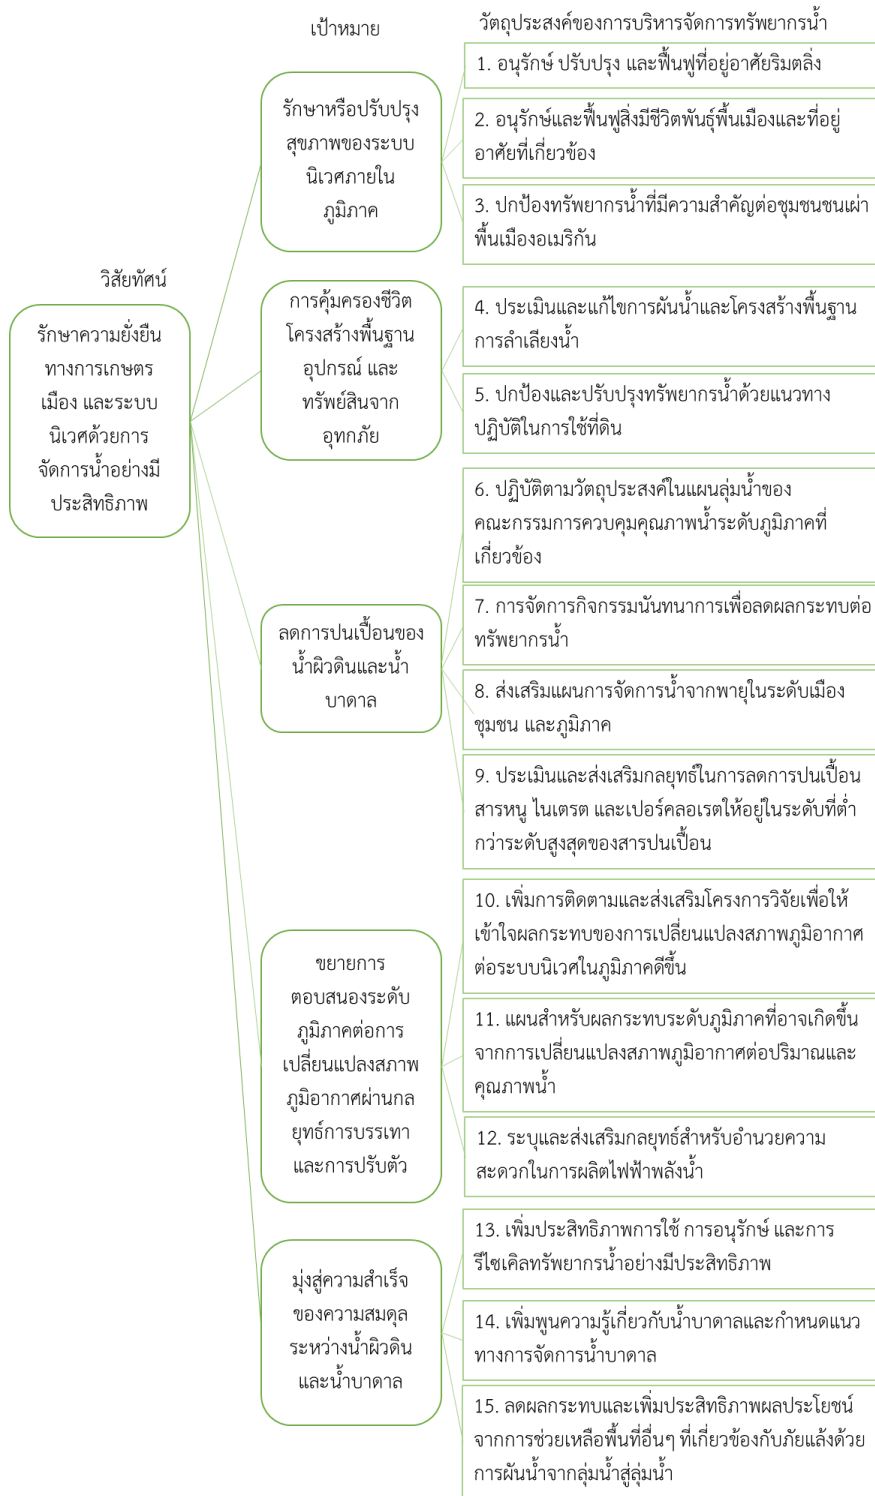 เป้าหมาย
วัตถุประสงค์ของการบริหารจัดการทรัพยากรน้ำ
วิสัยทัศน์
รักษาความยั่งยืน
ทางการเกษตร
เมือง และระบบ
นิเวศด้วยการ
จัดการน้ำอย่างมี
ประสิทธิภาพ
รักษาหรือปรับปรุง
สุขภาพของระบบ
นิเวศภายใน
ภูมิภาค
1. อนุรักษ์ ปรับปรุง และฟื้นฟูที่อยู่อาศัยริมตลิ่ง
2. อนุรักษ์และฟื้นฟูสิ่งมีชีวิตพันธุ์พื้นเมืองและที่อยู่
อาศัยที่เกี่ยวข้อง
3. ปกป้องทรัพยากรน้ำที่มีความสำคัญต่อชุมชนชนเผ่า
พื้นเมืองอเมริกัน
การคุ้มครองชีวิต
โครงสร้างพื้นฐาน
อุปกรณ์ และ
ทรัพย์สินจาก
อุทกภัย
4. ประเมินและแก้ไขการผันน้ำและโครงสร้างพื้นฐาน
การลำเลียงน้ำ
5. ปกป้องและปรับปรุงทรัพยากรน้ำด้วยแนวทาง
ปฏิบัติในการใช้ที่ดิน
ลดการปนเปื้อนของ
น้ำผิวดินและน้ำ
บาดาล
6. ปฏิบัติตามวัตถุประสงค์ในแผนลุ่มน้ำของ
คณะกรรมการควบคุมคุณภาพน้ำระดับภูมิภาคที่
เกี่ยวข้อง
7. การจัดการกิจกรรมนันทนาการเพื่อลดผลกระทบต่อ
ทรัพยากรน้ำ
8. ส่งเสริมแผนการจัดการน้ำจากพายุในระดับเมือง
ชุมชน และภูมิภาค
9. ประเมินและส่งเสริมกลยุทธ์ในการลดการปนเปื้อน
สารหนู ไนเตรต และเปอร์คลอเรตให้อยู่ในระดับที่ต่ำ
กว่าระดับสูงสุดของสารปนเปื้อน
ขยายการ
ตอบสนองระดับ
ภูมิภาคต่อการ
เปลี่ยนแปลงสภาพ
ภูมิอากาศผ่านกล
ยุทธ์การบรรเทา
และการปรับตัว
10. เพิ่มการติดตามและส่งเสริมโครงการวิจัยเพื่อให้
เข้าใจผลกระทบของการเปลี่ยนแปลงสภาพภูมิอากาศ
ต่อระบบนิเวศในภูมิภาคดีขึ้น
11. แผนสำหรับผลกระทบระดับภูมิภาคที่อาจเกิดขึ้น
จากการเปลี่ยนแปลงสภาพภูมิอากาศต่อปริมาณและ
คุณภาพน้ำ
12. ระบุและส่งเสริมกลยุทธ์สำหรับอำนวยความ
สะดวกในการผลิตไฟฟ้าพลังน้ำ
มุ่งสู่ความสำเร็จ
ของความสมดุล
ระหว่างน้ำผิวดิน
และน้ำบาดาล
13. เพิ่มประสิทธิภาพการใช้ การอนุรักษ์ และการ
รีไซเคิลทรัพยากรน้ำอย่างมีประสิทธิภาพ
14. เพิ่มพูนความรู้เกี่ยวกับน้ำบาดาลและกำหนดแนว
ทางการจัดการน้ำบาดาล
15. ลดผลกระทบและเพิ่มประสิทธิภาพผลประโยชน์
จากการช่วยเหลือพื้นที่อื่นๆ ที่เกี่ยวข้องกับภัยแล้งด้วย
การผันน้ำจากลุ่มน้ำสู่ลุ่มน้ำ